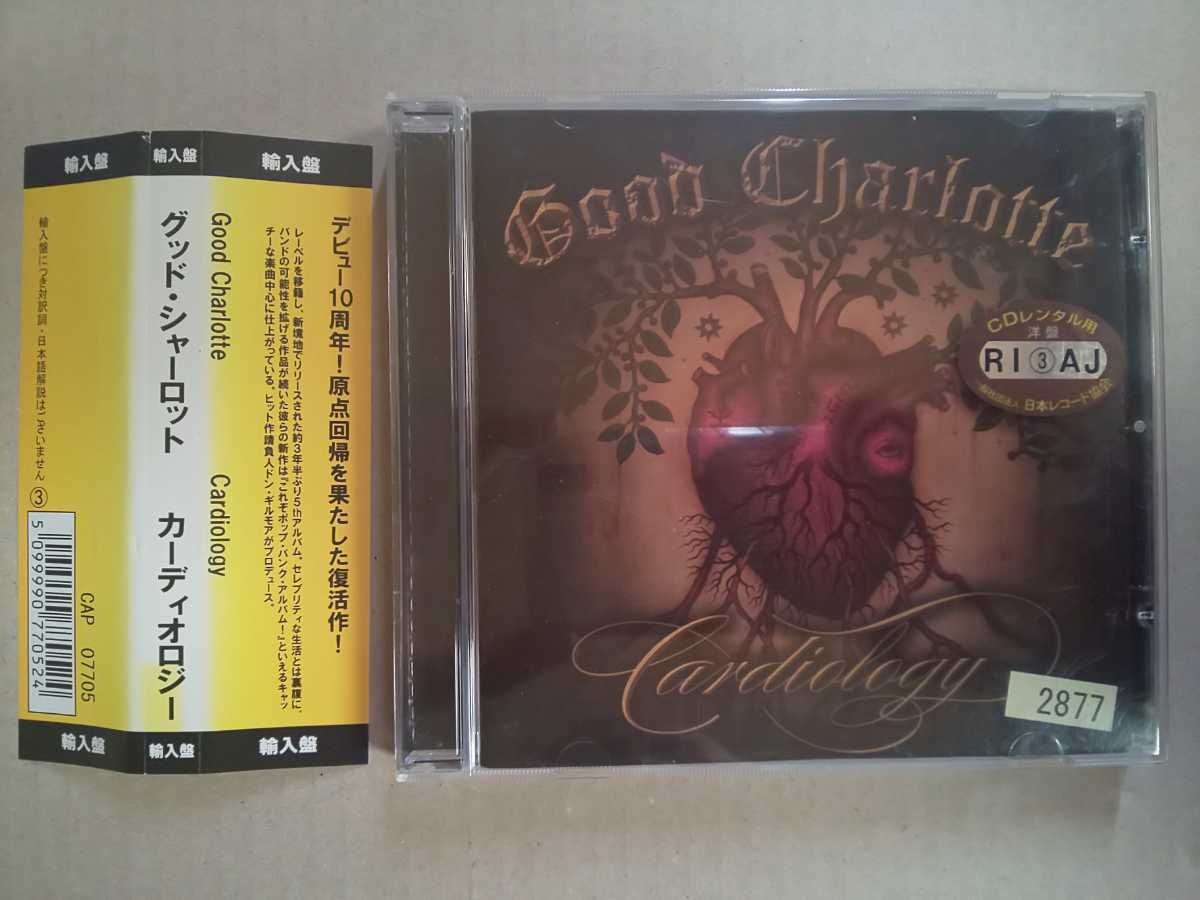 輸入盤
輸入盤
輸入盤
デビュー10周年!原点回帰を果たした復活作!
レーベルを移籍し、新境地でリリースされた約3年半ぶり5thアルバム。セレブリティな生活とは裏腹に、
バンドの可能性を拡げる作品が続いた彼らの新作は『これぞポップ・パンク・アルバム!』といえるキャッ
チーな楽曲中心に仕上がっている。ヒット作請負人ドン・ギルモアがプロデュース。
Good Charlotte Cardiology
グッド・シャーロット カーディオロジー
輸入盤につき対訳詞・日本語解説はございません ③
5 099990 770524
CAP 07705
輸入盤
輸入盤
輸入盤
Good Charlotte
CDレンタル用
洋盤
RI③AJ
一般社団法人 日本レコード協会
Cardiology
2877